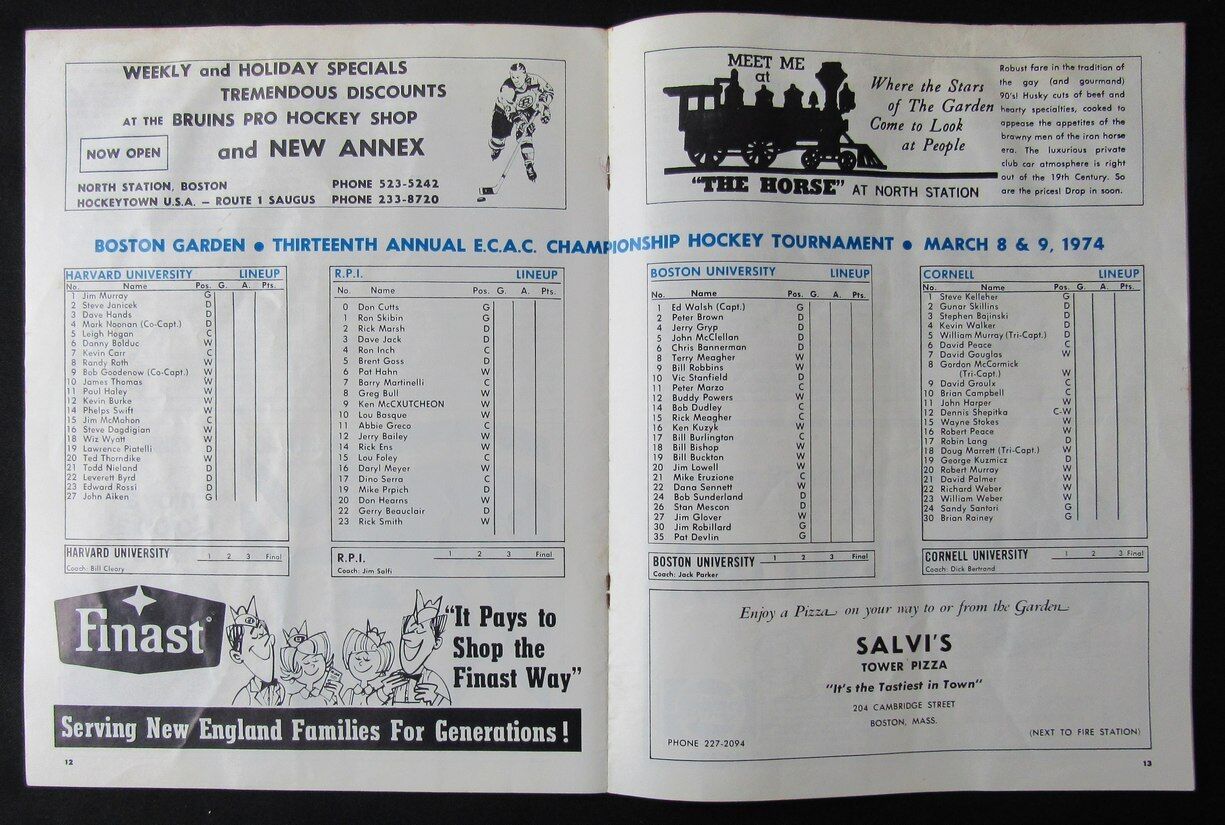 WEEKLY and HOLIDAY SPECIALS
TREMENDOUS DISCOUNTS
AT THE BRUINS PRO HOCKEY SHOP
NOW OPEN
and NEW ANNEX
NORTH STATION, BOSTON PHONE 523-5242
HOCKEYTOWN U.S.A. – ROUTE 1 SAUGUS PHONE 233-8720
MEET ME
at
"THE HORSE" AT NORTH STATION
Where the Stars
of The Garden
Come to Look
at People
Robust fare in the tradition of
the gay (and gourmand)
90's! Husky cuts of beef and
hearty specialties, cooked to
appease the appetites of the
brawny men of the iron horse
era. The luxurious private
club car atmosphere is right
out of the 19th Century. So
are the prices! Drop in soon.
BOSTON GARDEN • THIRTEENTH ANNUAL E.C.A.C. CHAMPIONSHIP HOCKEY TOURNAMENT • MARCH 8 & 9, 1974
HARVARD UNIVERSITY LINEUP
No. Name Pos. G. A. Pts.
1 Jim Murray G
2 Steve Janicek D
3 Dave Hands D
4 Mark Noonan (Co-Capt.) D
5 Leigh Hogan C
6 Danny Bolduc W
7 Kevin Carr C
8 Randy Roth W
9 Bob Goodenow (Co-Capt.) W
10 James Thomas W
11 Paul Haley W
12 Kevin Burke W
14 Phelps Swift W
15 Jim McMahon C
16 Steve Dagdigian W
18 Wiz Wyatt W
19 Lawrence Piatelli D
20 Ted Thorndike W
21 Todd Nieland D
22 Leverett Byrd D
23 Edward Rossi D
27 John Aiken G
HARVARD UNIVERSITY 1 2 3 Final
Coach: Bill Cleary
R.P.I. LINEUP
No. Name Pos. G. A. Pts.
0 Don Cutts G
1 Ron Skibin G
2 Rick Marsh D
3 Dave Jack D
4 Ron Inch C
5 Brent Goss D
6 Pat Hahn W
7 Barry Martinelli C
8 Greg Bull W
9 Ken McCXUTCHEON W
10 Lou Basque W
11 Abbie Greco C
12 Jerry Bailey W
14 Rick Ens W
15 Lou Foley C
16 Daryl Meyer W
17 Dino Serra C
19 Mike Prpich D
20 Don Hearns W
22 Gerry Beauclair D
23 Rick Smith W
R.P.I. 1 2 3 Final
Coach: Jim Salfi
BOSTON UNIVERSITY LINEUP
No. Name Pos. G. A. Pts.
1 Ed Walsh (Capt.) G
2 Peter Brown D
4 Jerry Gryp D
5 John McClellan D
6 Chris Bannerman D
8 Terry Meagher W
9 Bill Robbins W
10 Vic Stanfield D
11 Peter Marzo C
12 Buddy Powers W
14 Bob Dudley C
15 Rick Meagher C
16 Ken Kuzyk W
17 Bill Burlington C
18 Bill Bishop W
19 Bill Buckton W
20 Jim Lowell W
21 Mike Eruzione C
22 Dana Sennett W
24 Bob Sunderland D
26 Stan Mescon D
27 Jim Glover W
30 Jim Robillard G
35 Pat Devlin G
BOSTON UNIVERSITY 1 2 3 Final
Coach: Jack Parker
CORNELL LINEUP
No. Name Pos. G. A. Pts.
1 Steve Kelleher G
2 Gunar Skillins D
3 Stephen Bajinski D
4 Kevin Walker D
5 William Murray (Tri-Capt.) D
6 David Peace C
7 David Gouglas W
8 Gordon McCormick
(Tri-Capt.) W
9 David Groulx C
10 Brian Campbell C
11 John Harper W
12 Dennis Shepitka C-W
15 Wayne Stokes W
16 Robert Peace W
17 Robin Lang D
18 Doug Marrett (Tri-Capt.) W
19 George Kuzmicz D
20 Robert Murray W
21 David Palmer W
22 Richard Weber W
23 William Weber W
24 Sandy Santori G
30 Brian Rainey G
CORNELL UNIVERSITY 1 2 3 Final
Coach: Dick Bertrand
Finast
"It Pays to
Shop the
Finast Way"
Serving New England Families For Generations!
12
Enjoy a Pizza on your way to or from the Garden
SALVI'S
TOWER PIZZA
"It's the Tastiest in Town"
204 CAMBRIDGE STREET
BOSTON, MASS.
PHONE 227-2094 (NEXT TO FIRE STATION)
13